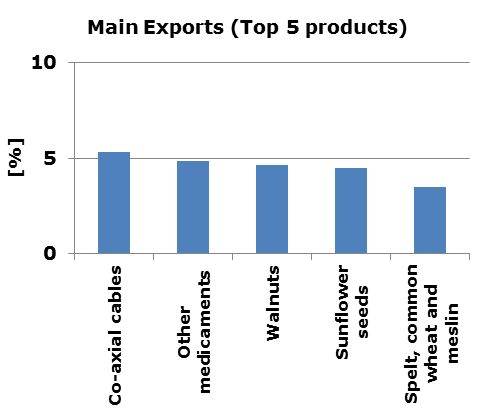 Main Exports (Top 5 products)
[%]
10
5
0
Co-axial cables
Other
medicaments
Walnuts
Sunflower
seeds
Spelt, common
wheat and
meslin